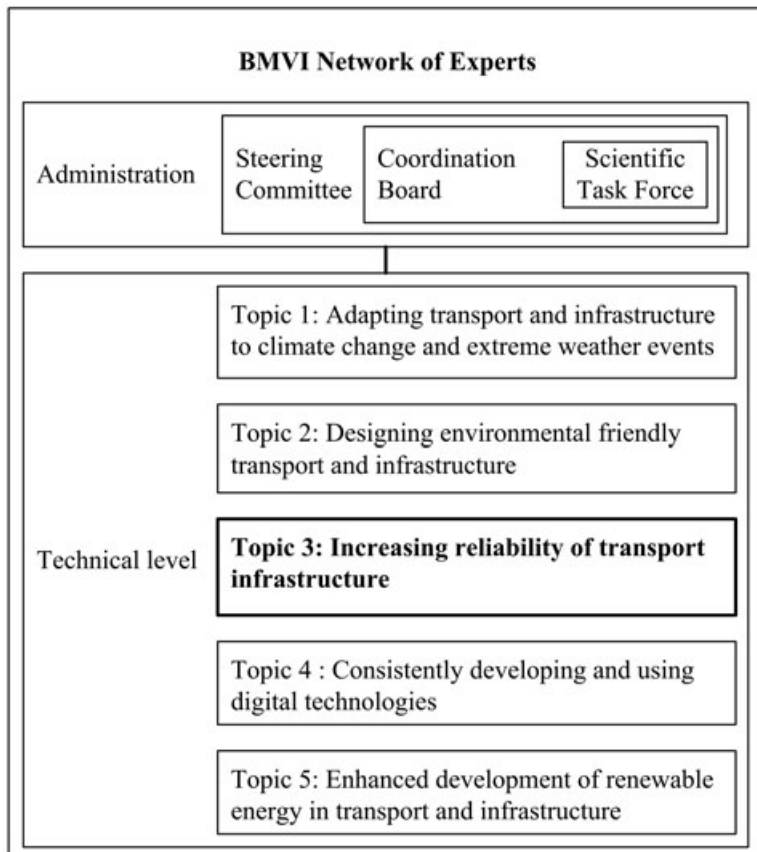 BMVI Network of Experts
Administration
Steering
Committee
Coordination
Board
Scientific
Task Force
Technical level
Topic 1: Adapting transport and infrastructure
to climate change and extreme weather events
Topic 2: Designing environmental friendly
transport and infrastructure
Topic 3: Increasing reliability of transport
infrastructure
Topic 4 : Consistently developing and using
digital technologies
Topic 5: Enhanced development of renewable
energy in transport and infrastructure